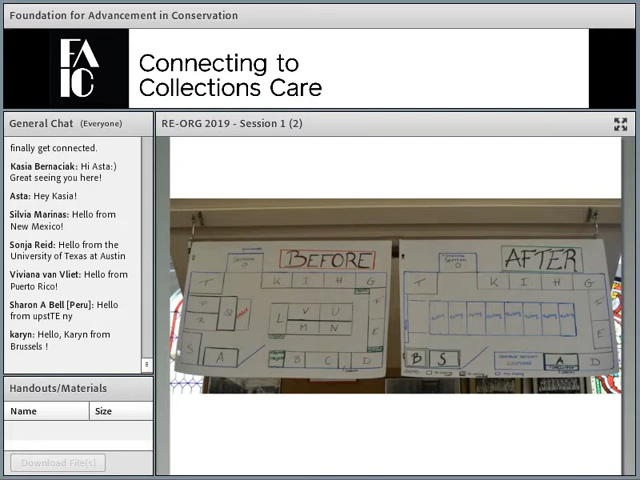 Foundation for Advancement in Conservation
FA
IC
Connecting to
Collections Care
General Chat (Everyone)
finally get connected.
Kasia Bernaciak: Hi Asta:)
Great seeing you here!
Asta: Hey Kasia!
Silvia Marinas: Hello from
New Mexico!
Sonja Reid: Hello from the
University of Texas at Austin
Viviana van Vliet: Hello from
Puerto Rico!
Sharon A Bell [Peru]: Hello
from upstTE ny
karyn: Hello, Karyn from
Brussels !
Handouts/Materials
Name Size
Download File(s)
RE-ORG 2019 - Session 1 (2)
BEFORE
T K I H G
P
R Q
L V U
M N
F
E
S A B C D
AFTER
T K I H G
F
E
B S A D